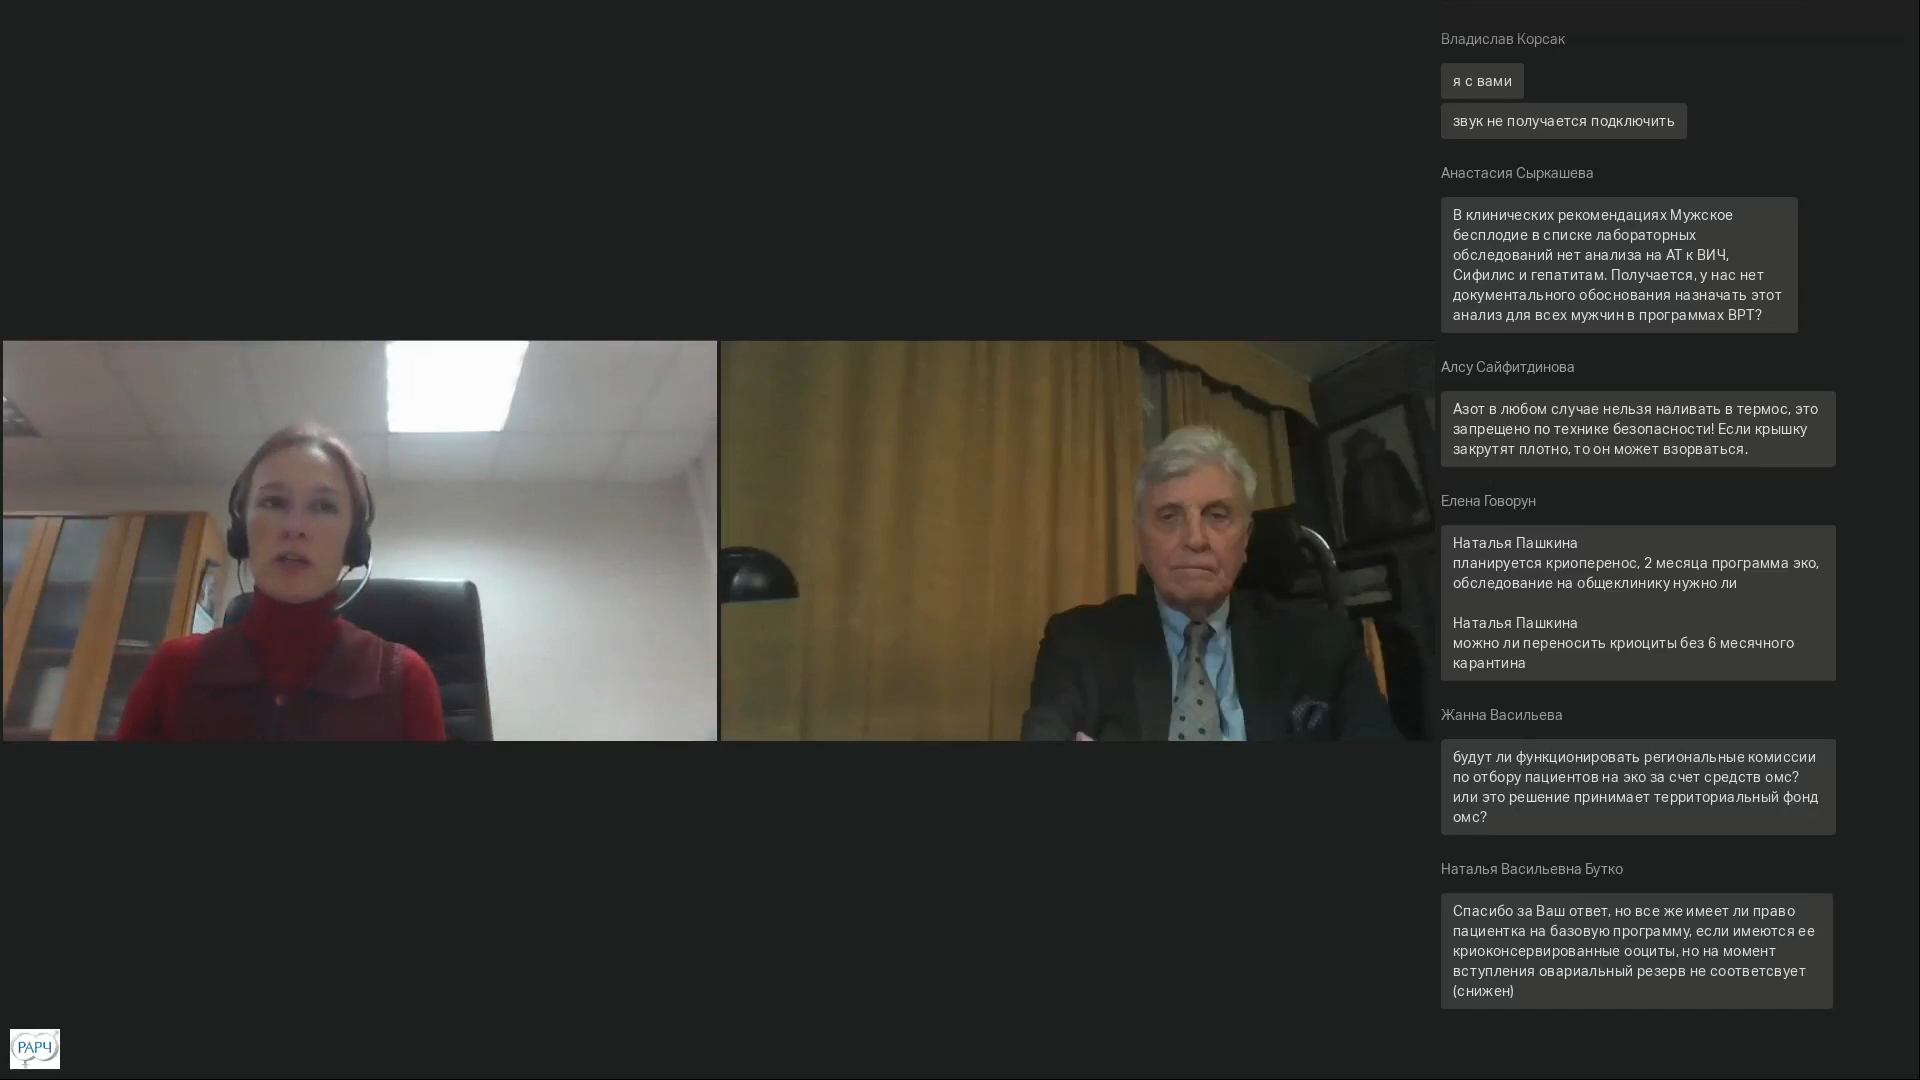 Владислав Корсак
я с вами
звук не получается подключить
Анастасия Сыркашева
В клинических рекомендациях Мужское
бесплодие в списке лабораторных
обследований нет анализа на АТ к ВИЧ,
Сифилис и гепатитам. Получается, у нас нет
документального обоснования назначать этот
анализ для всех мужчин в программах ВРТ?
Алсу Сайфитдинова
Азот в любом случае нельзя наливать в термос, это
запрещено по технике безопасности! Если крышку
закрутят плотно, то он может взорваться.
Елена Говорун
Наталья Пашкина
планируется криоперенос, 2 месяца программа эко,
обследование на общеклинику нужно ли
Наталья Пашкина
можно ли переносить криоциты без 6 месячного
карантина
Жанна Васильева
будут ли функционировать региональные комиссии
по отбору пациентов на эко за счет средств омс?
или это решение принимает территориальный фонд
омс?
Наталья Васильевна Бутко
Спасибо за Ваш ответ, но все же имеет ли право
пациентка на базовую программу, если имеются ее
криоконсервированные ооциты, но на момент
вступления овариальный резерв не соответсвует
(снижен)
РАРЧ